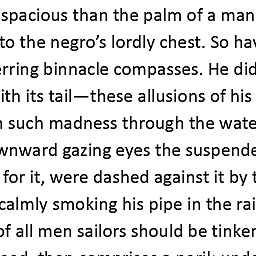 spacious than the palm of a man
to the negro's lordly chest. So hav
erring binnacle compasses. He did
ith its tail—these allusions of his
n such madness through the wate
wnward gazing eyes the suspende
for it, were dashed against it by t
calmly smoking his pipe in the rai
of all men sailors should be tinker